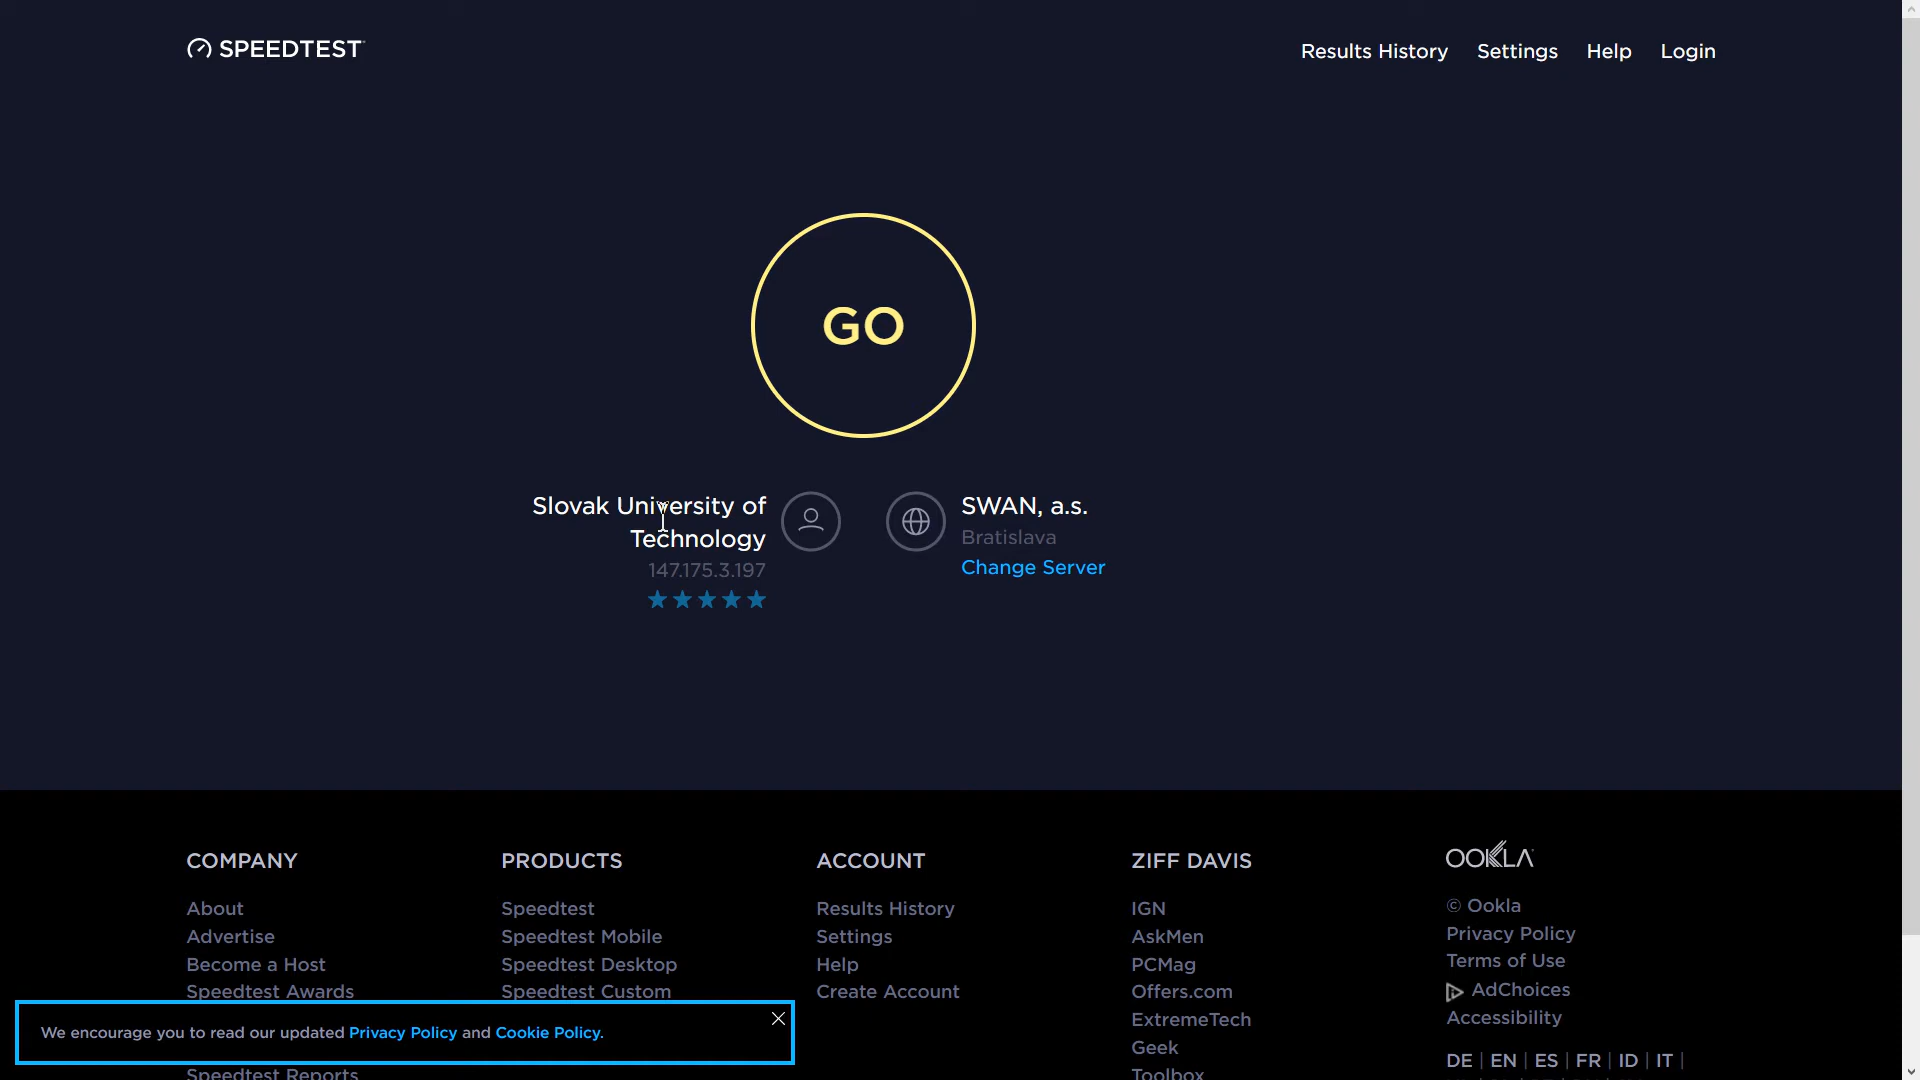 SPEEDTEST
Results History
Settings
Help
Login
GO
Slovak University of
Technology
147.175.3.197
SWAN, a.s.
Bratislava
Change Server
COMPANY
About
Advertise
Become a Host
Speedtest Awards
Speedtest Reports
PRODUCTS
Speedtest
Speedtest Mobile
Speedtest Desktop
Speedtest Custom
ACCOUNT
Results History
Settings
Help
Create Account
ZIFF DAVIS
IGN
AskMen
PCMag
Offers.com
ExtremeTech
Geek
Toolbox
OOKLA
© Ookla
Privacy Policy
Terms of Use
AdChoices
Accessibility
DE | EN | ES | FR | ID | IT |
We encourage you to read our updated Privacy Policy and Cookie Policy.